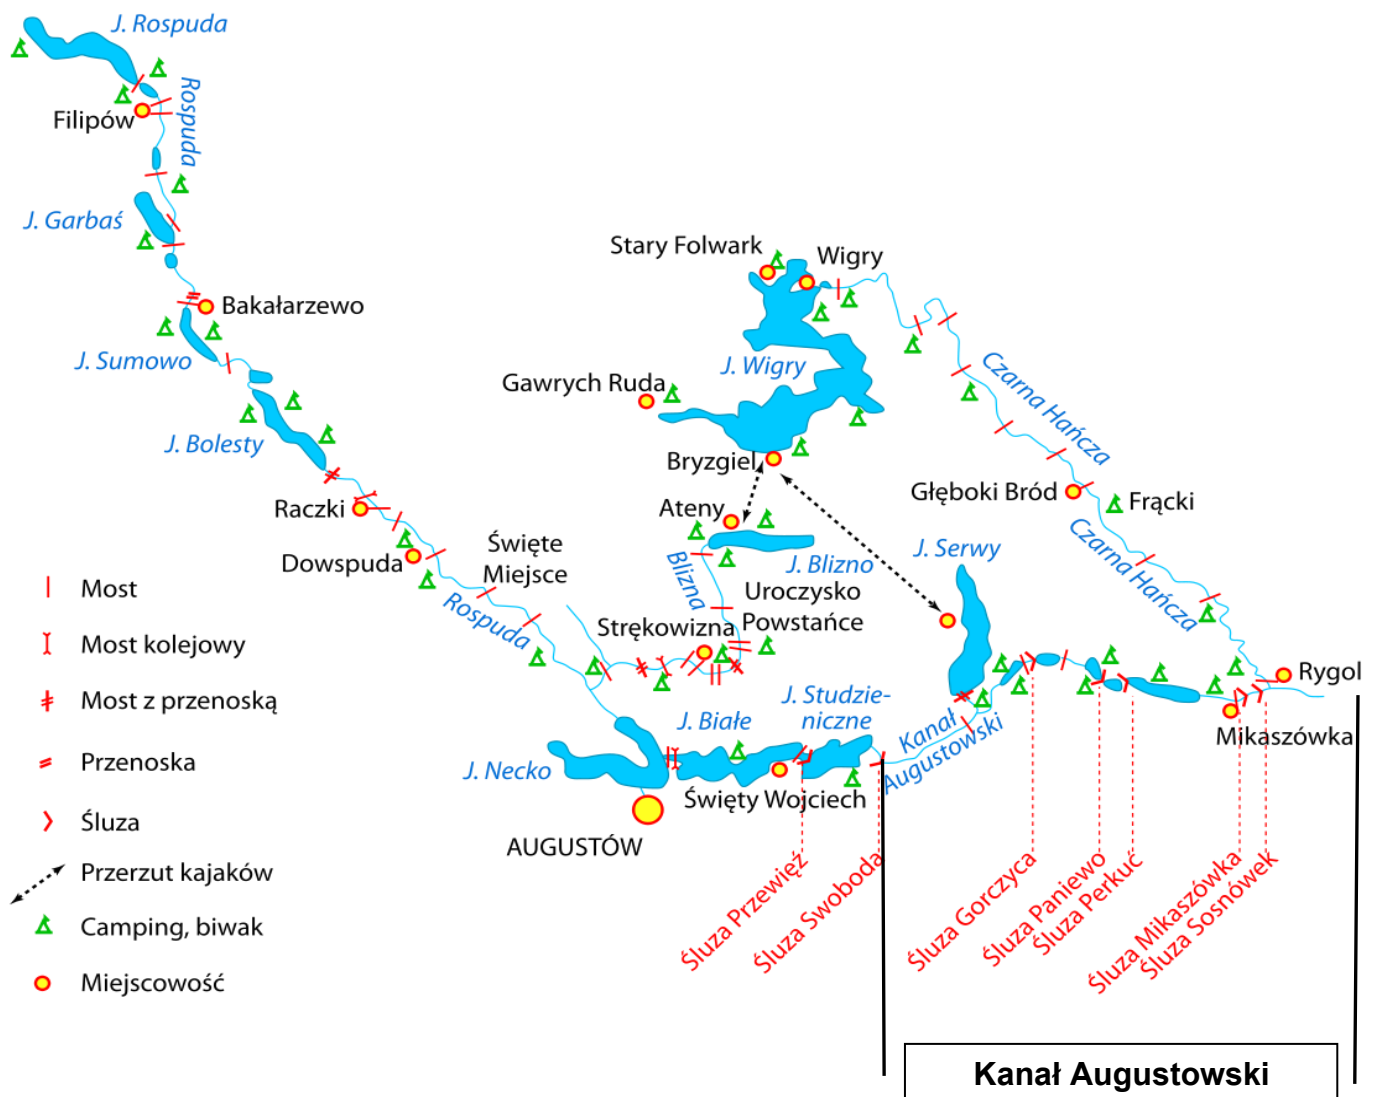 J. Rospuda
Rospuda
Filipów
J. Garbaś
Bakałarzewo
J. Sumowo
J. Bolesty
Raczki
Dowspuda
Rospuda
Święte
Miejsce
Stary Folwark
Wigry
J. Wigry
Gawrych Ruda
Bryzgiel
Ateny
J. Blizno
Blizna
Uroczysko
Powstańce
Strękowizna
Czarna Hańcza
Głęboki Bród
Frącki
Czarna Hańcza
J. Serwy
Rygol
Mikaszówka
J. Studzie-
niczne
J. Białe
J. Necko
Święty Wojciech
AUGUSTÓW
Kanał
Augustowski
Śluza Przewięź
Śluza Swoboda
Śluza Gorczyca
Śluza Paniewo
Śluza Perkuć
Śluza Mikaszówka
Śluza Sosnówek
Most
Most kolejowy
Most z przenoską
Przenoska
Śluza
Przerzut kajaków
Camping, biwak
Miejscowość
Kanał Augustowski